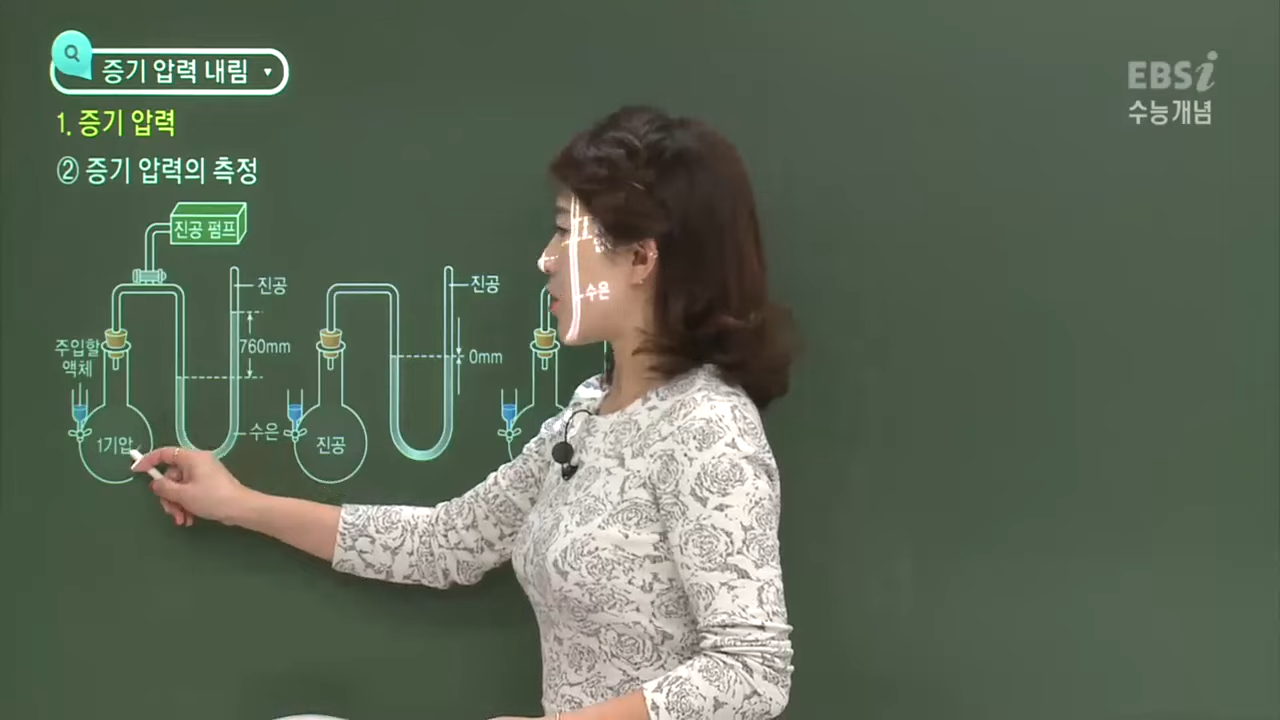 증기 압력 내림
EBSi
수능개념
1. 증기 압력
② 증기 압력의 측정
진공 펌프
진공
760mm
주입할
액체
1기압
수은
진공
0mm
진공
수은